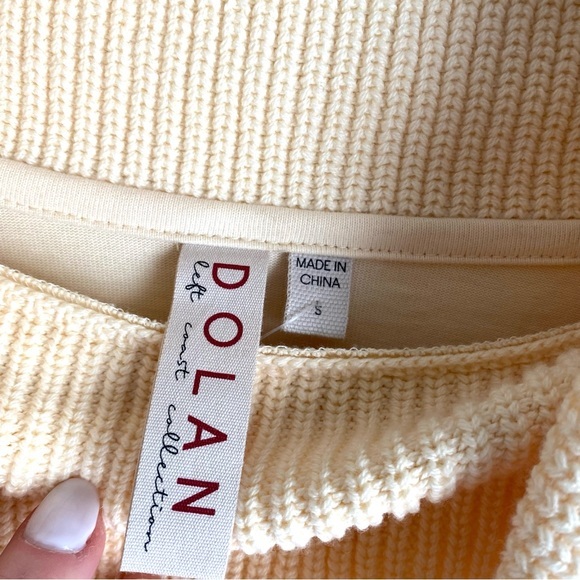 DOLAN
left coast collection
MADE IN
CHINA
S